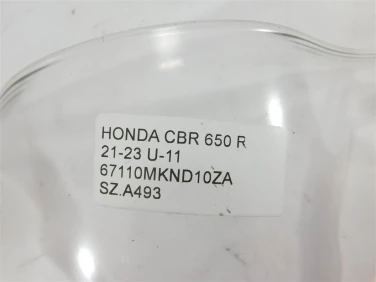 HONDA CBR 650 R
21-23 U-11
67110MKND10ZA
SZ.A493